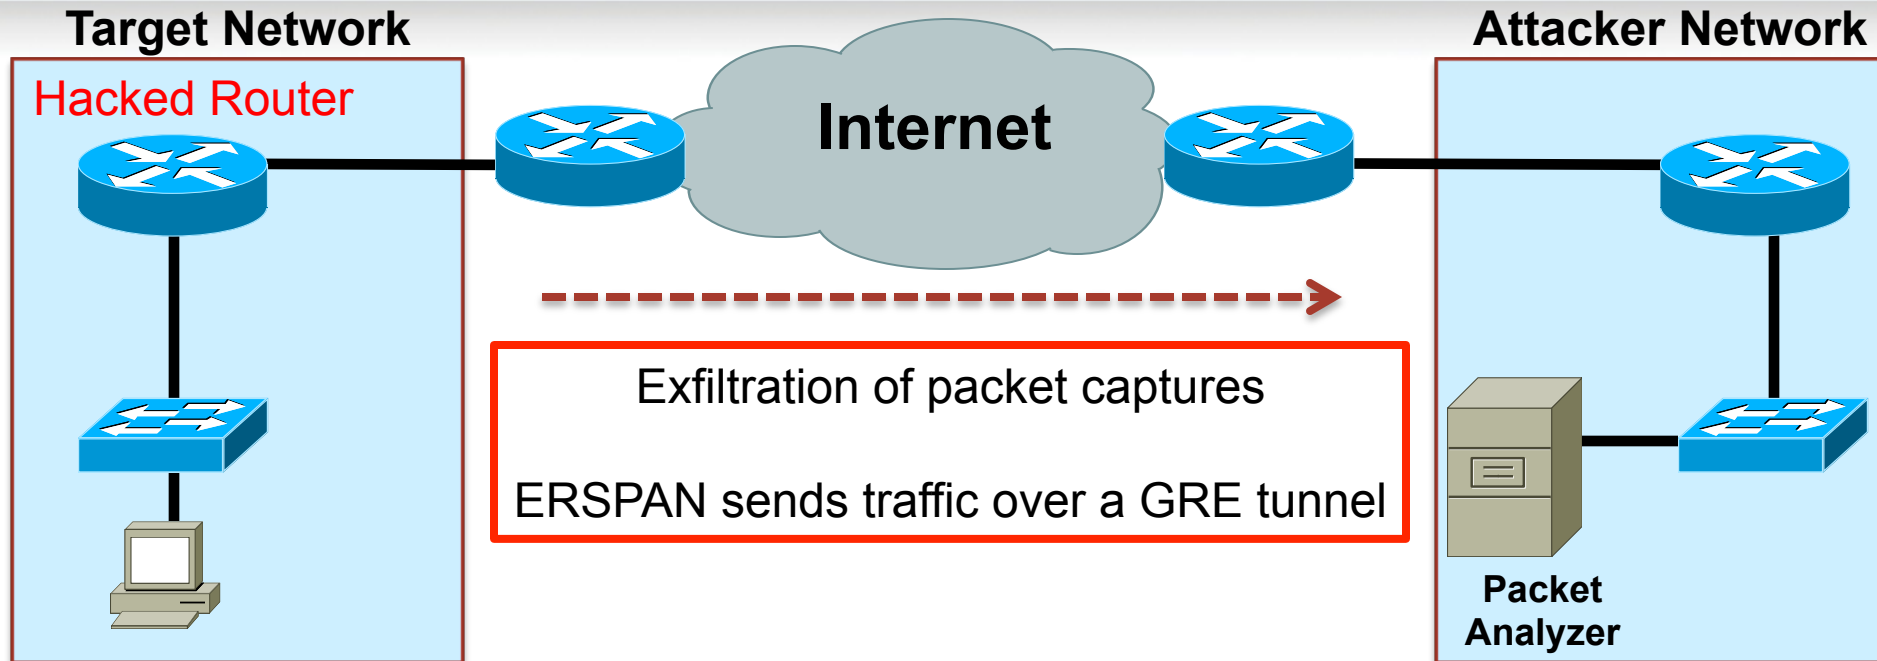 Target Network
Attacker Network
Hacked Router
Internet
Exfiltration of packet captures
ERSPAN sends traffic over a GRE tunnel
Packet
Analyzer